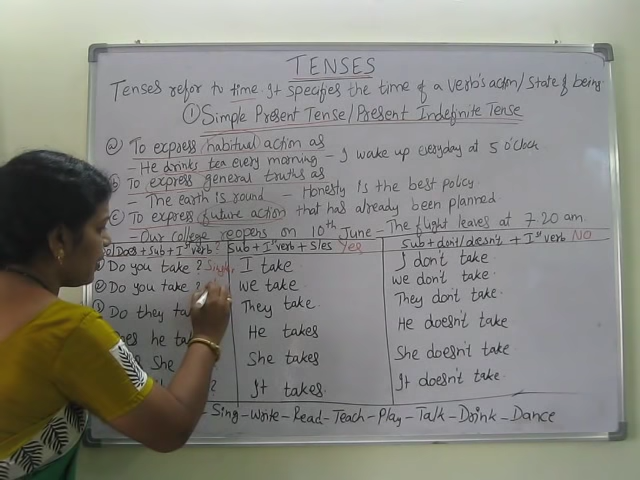 TENSES
Tenses refer to time. It specifies the time of a verb's action/State of being.
① Simple Present Tense/Present Indefinite Tense
ⓐ To express habitual action as
– He drinks tea every morning – I wake up everyday at 5 o'clock.
ⓑ To express general truths as
– The earth is round – Honesty is the best policy.
ⓒ To express future action that has already been planned
– Our college reopens on 10th June – The flight leaves at 7.20 am.
Does + Sub + Ist verb ? Sub + Ist verb + S/es Yes Sub + don't/doesn't + Ist verb NO
① Do you take ? Sing. I take I don't take
② Do you take ? We take we don't take
Do they They take They don't take
he He takes He doesn't take
She She takes She doesn't take
? It takes It doesn't take
Sing – Write – Read – Teach – Play – Talk – Drink – Dance